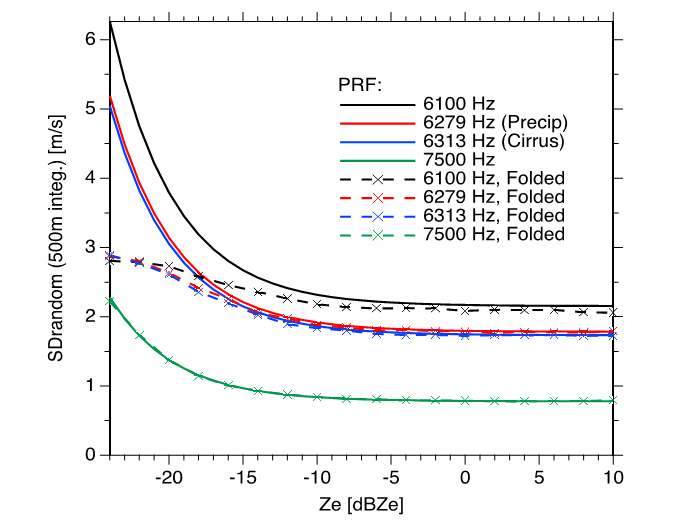 6
5
4
3
2
1
0
SDrandom (500m integ.) [m/s]
PRF:
6100 Hz
6279 Hz (Precip)
6313 Hz (Cirrus)
7500 Hz
6100 Hz, Folded
6279 Hz, Folded
6313 Hz, Folded
7500 Hz, Folded
-20 -15 -10 -5 0 5 10
Ze [dBZe]